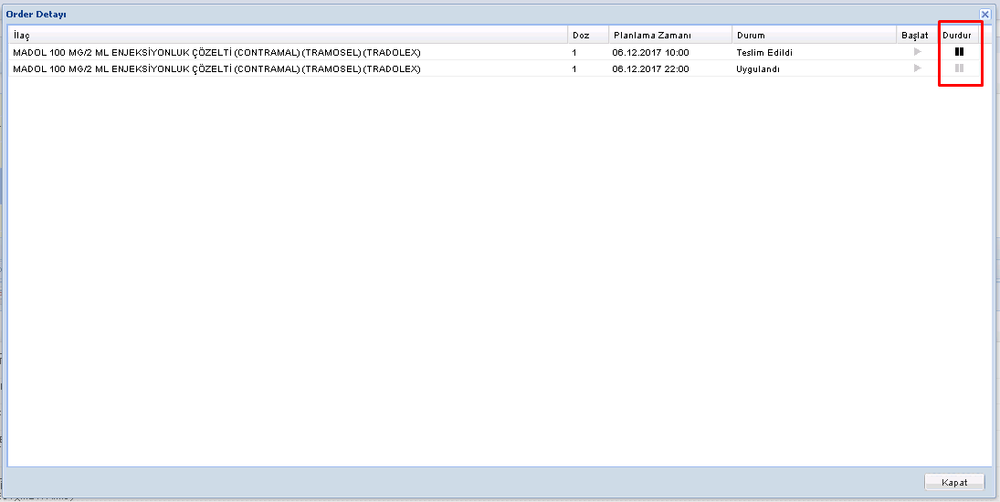 Order Detayı
İlaç Doz Planlama Zamanı Durum Başlat Durdur
MADOL 100 MG/2 ML ENJEKSİYONLUK ÇÖZELTİ (CONTRAMAL) (TRAMOSEL) (TRADOLEX) 1 06.12.2017 10:00 Teslim Edildi
MADOL 100 MG/2 ML ENJEKSİYONLUK ÇÖZELTİ (CONTRAMAL) (TRAMOSEL) (TRADOLEX) 1 06.12.2017 22:00 Uygulandı
Kapat